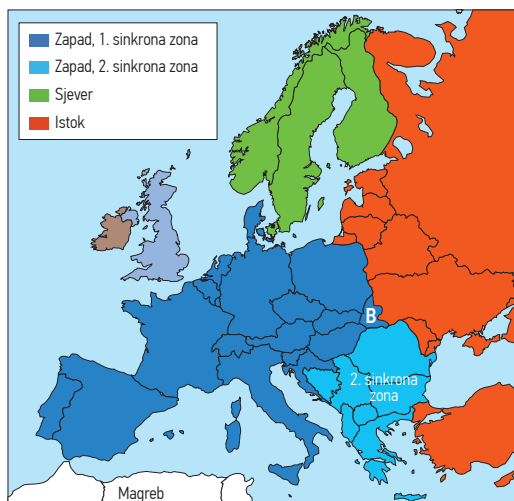 Zapad, 1. sinkrona zona
Zapad, 2. sinkrona zona
Sjever
Istok
B
2. sinkrona
zona
Magreb